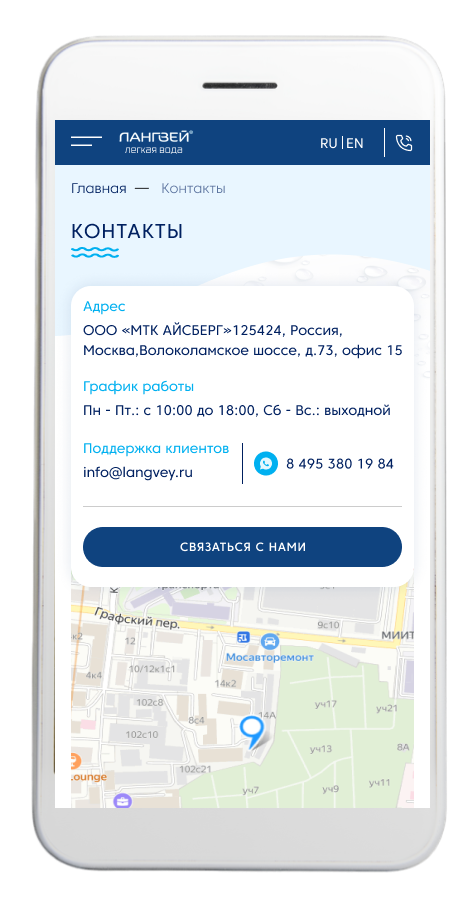 ЛАНГВЕЙ®
легкая вода
RU|EN
Главная — Контакты
КОНТАКТЫ
Адрес
ООО «МТК АЙСБЕРГ»125424, Россия,
Москва,Волоколамское шоссе, д.73, офис 15
График работы
Пн - Пт.: с 10:00 до 18:00, Сб - Вс.: выходной
Поддержка клиентов
info@langvey.ru
8 495 380 19 84
СВЯЗАТЬСЯ С НАМИ
Графский пер.
9с10
МИИТ
12
Мосавторемонт
10/12к1с1
4к4
14к2
102с8
уч17
уч21
8с4
14А
102с10
уч13
8А
102с21
ounge
уч7
уч9
уч11